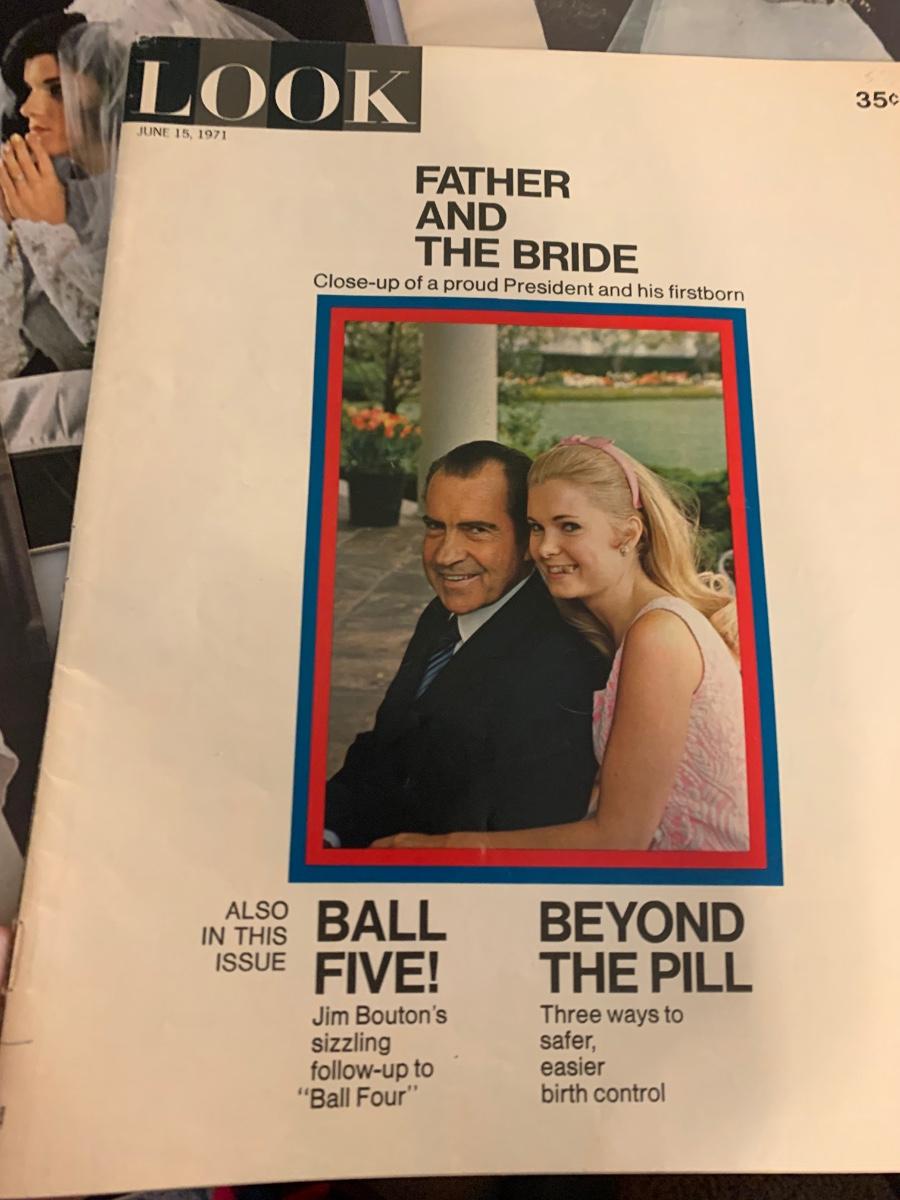 LOOK
35¢
JUNE 15, 1971
FATHER
AND
THE BRIDE
Close-up of a proud President and his firstborn
ALSO
IN THIS
ISSUE
BALL
FIVE!
Jim Bouton's
sizzling
follow-up to
“Ball Four”
BEYOND
THE PILL
Three ways to
safer,
easier
birth control